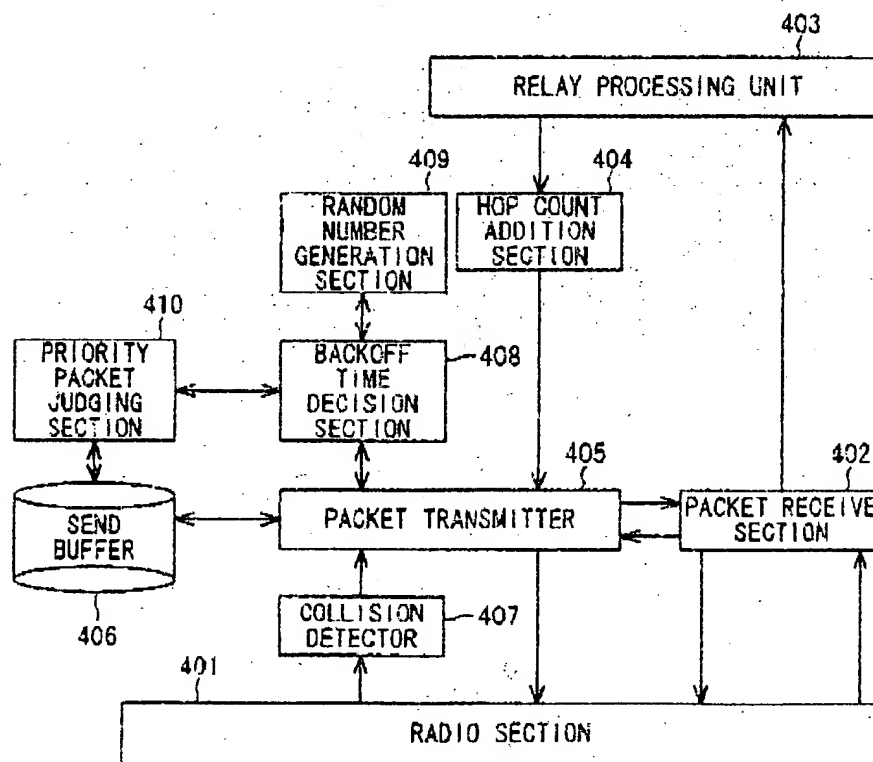 403
RELAY PROCESSING UNIT
409
404
RANDOM
NUMBER
GENERATION
SECTION
HOP COUNT
ADDITION
SECTION
410
PRIORITY
PACKET
JUDGING
SECTION
BACKOFF
TIME
DECISION
SECTION
408
405
402
SEND
BUFFER
PACKET TRANSMITTER
PACKET RECEIVE
SECTION
406
COLLISION
DETECTOR
407
401
RADIO SECTION